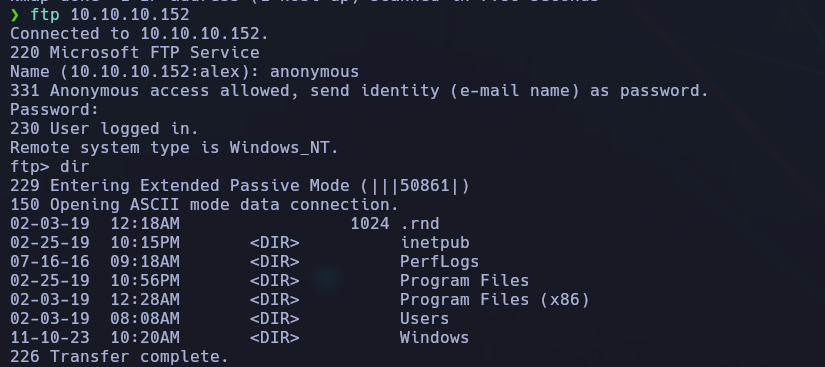 ❯ ftp 10.10.10.152
Connected to 10.10.10.152.
220 Microsoft FTP Service
Name (10.10.10.152:alex): anonymous
331 Anonymous access allowed, send identity (e-mail name) as password.
Password:
230 User logged in.
Remote system type is Windows_NT.
ftp> dir
229 Entering Extended Passive Mode (|||50861|)
150 Opening ASCII mode data connection.
02-03-19  12:18AM                 1024 .rnd
02-25-19  10:15PM       <DIR>          inetpub
07-16-16  09:18AM       <DIR>          PerfLogs
02-25-19  10:56PM       <DIR>          Program Files
02-03-19  12:28AM       <DIR>          Program Files (x86)
02-03-19  08:08AM       <DIR>          Users
11-10-23  10:20AM       <DIR>          Windows
226 Transfer complete.